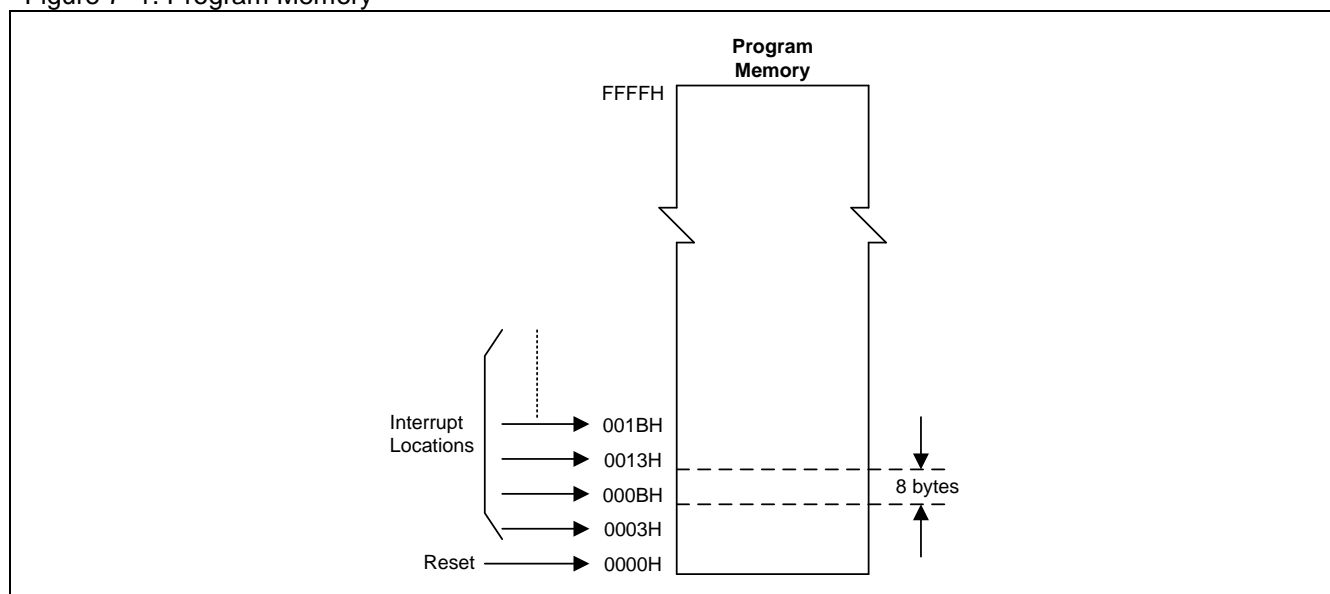 Figure 7–1. Program Memory
Program
Memory
FFFFH
Interrupt
Locations
001BH
0013H
000BH
0003H
8 bytes
Reset
0000H